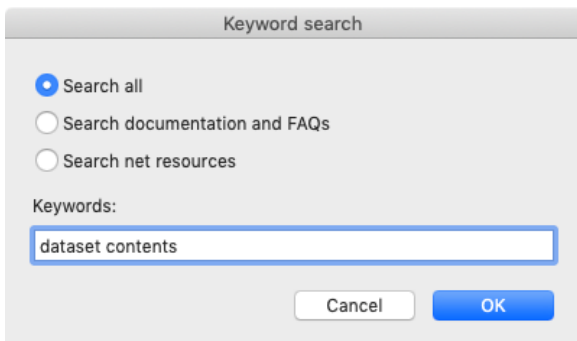 Keyword search
Search all
Search documentation and FAQs
Search net resources
Keywords:
dataset contents
Cancel OK